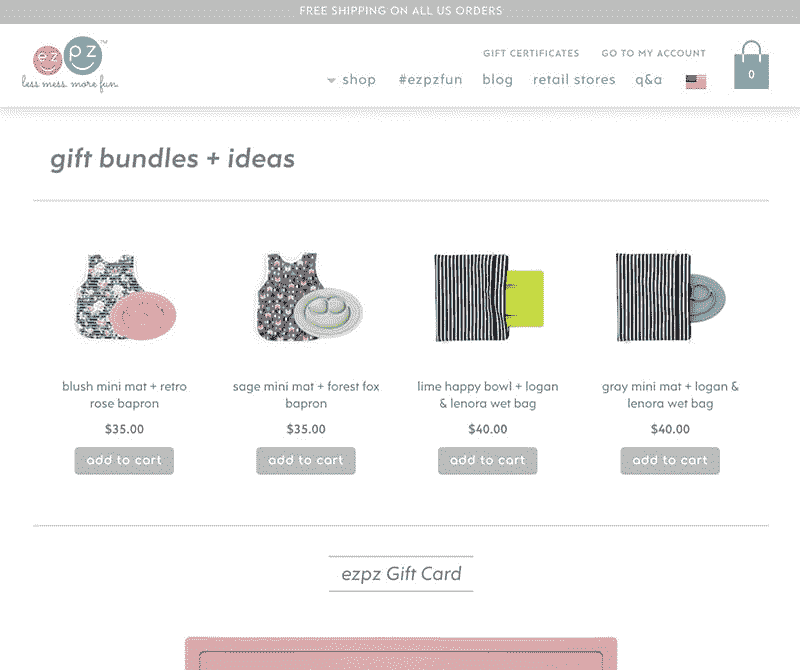 FREE SHIPPING ON ALL US ORDERS
ez pz™
less mess. more fun.
GIFT CERTIFICATES GO TO MY ACCOUNT
shop #ezpzfun blog retail stores q&a
0
gift bundles + ideas
blush mini mat + retro
rose bapron
$35.00
add to cart
sage mini mat + forest fox
bapron
$35.00
add to cart
lime happy bowl + logan
& lenora wet bag
$40.00
add to cart
gray mini mat + logan &
lenora wet bag
$40.00
add to cart
ezpz Gift Card